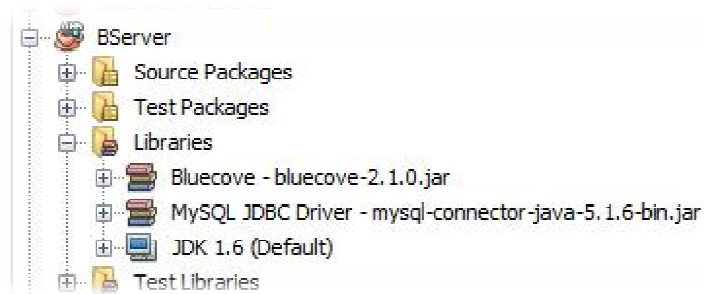 BServer
Source Packages
Test Packages
Libraries
Bluecove - bluecove-2.1.0.jar
MySQL JDBC Driver - mysql-connector-java-5.1.6-bin.jar
JDK 1.6 (Default)
Test Libraries